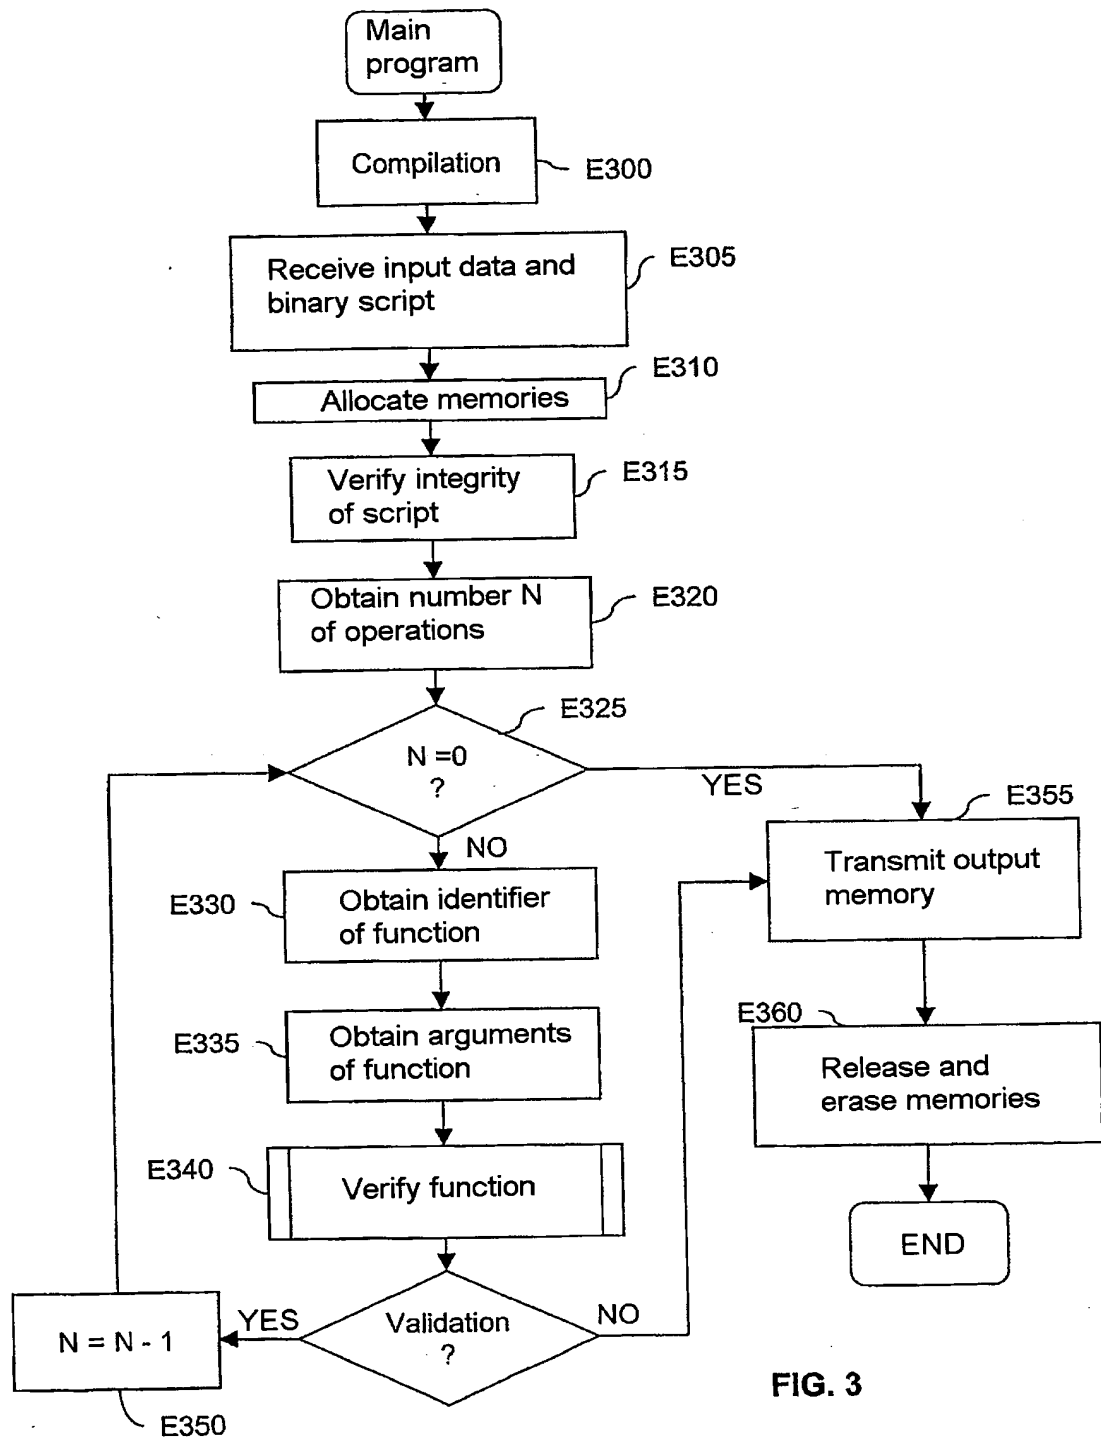 Main
program
Compilation
E300
Receive input data and
binary script
E305
Allocate memories
E310
Verify integrity
of script
E315
Obtain number N
of operations
E320
N =0
?
E325
YES
NO
E330
Obtain identifier
of function
E335
Obtain arguments
of function
E340
Verify function
Validation
?
YES
NO
N = N - 1
E350
E355
Transmit output
memory
E360
Release and
erase memories
END
FIG. 3